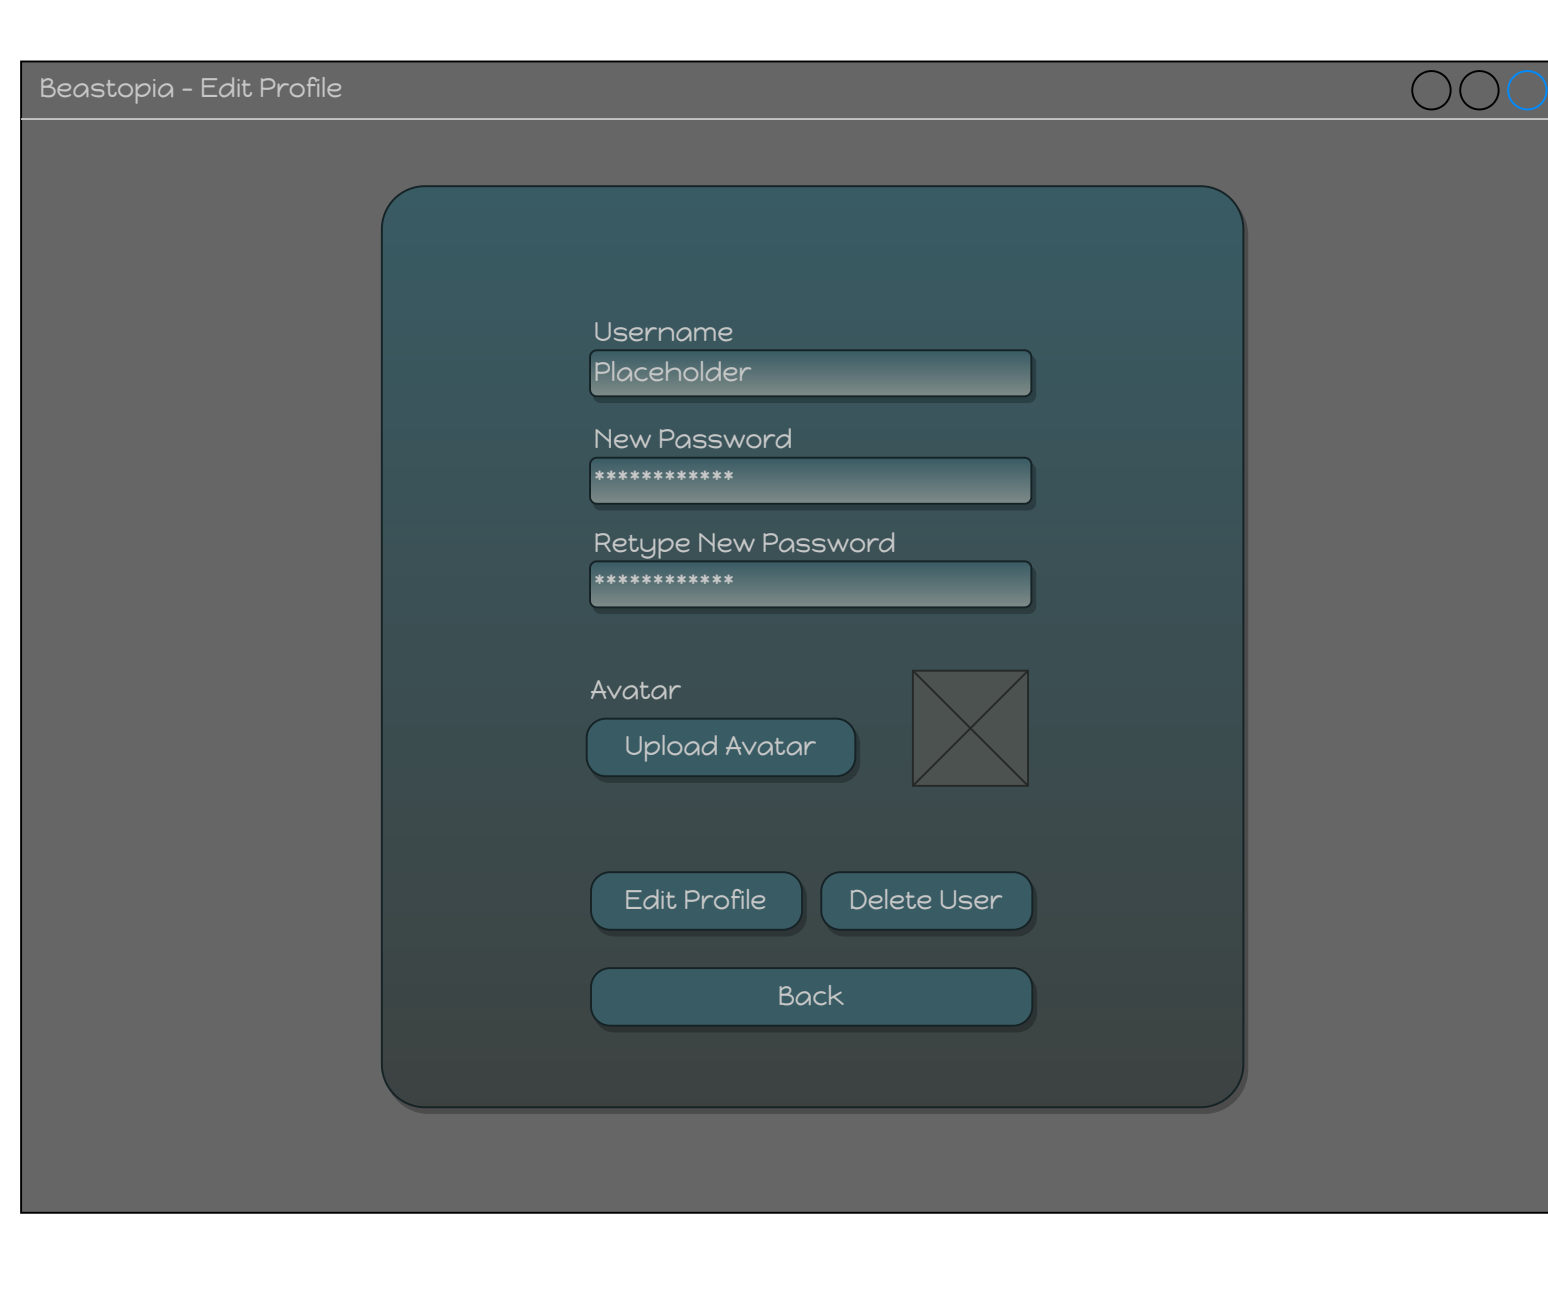 Beastopia - Edit Profile
Username
Placeholder
New Password
************
Retype New Password
************
Avatar
Upload Avatar
Edit Profile
Delete User
Back